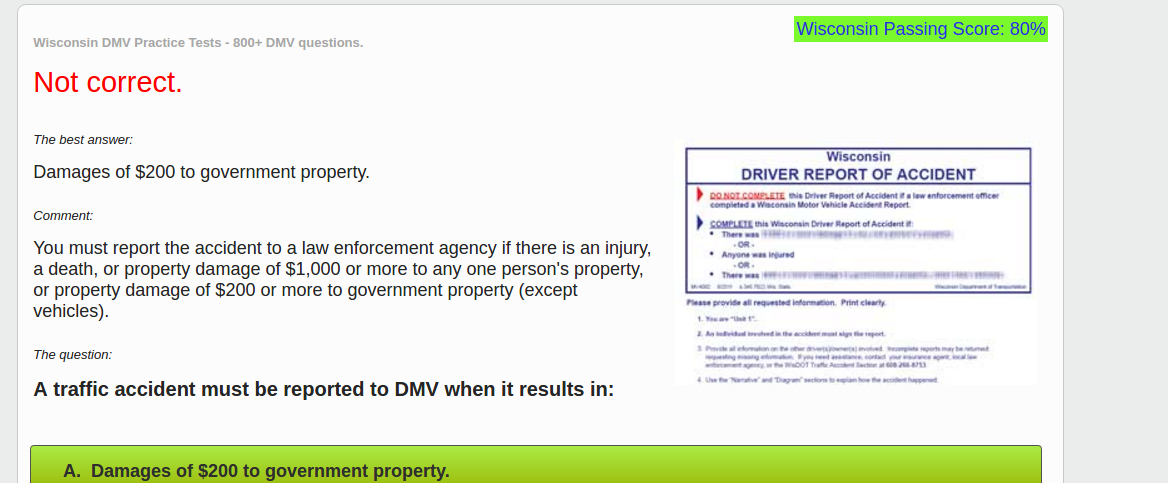 Wisconsin Passing Score: 80%
Wisconsin DMV Practice Tests - 800+ DMV questions.
Not correct.
The best answer:
Damages of $200 to government property.
Comment:
You must report the accident to a law enforcement agency if there is an injury,
a death, or property damage of $1,000 or more to any one person's property,
or property damage of $200 or more to government property (except
vehicles).
The question:
A traffic accident must be reported to DMV when it results in:
A. Damages of $200 to government property.
Wisconsin
DRIVER REPORT OF ACCIDENT
DO NOT COMPLETE this Driver Report of Accident if a law enforcement officer
completed a Wisconsin Motor Vehicle Accident Report.
COMPLETE this Wisconsin Driver Report of Accident if:
• There was
- OR -
• Anyone was injured
- OR -
• There was
Wisconsin Department of Transportation
Please provide all requested information. Print clearly.
1. You are "Unit 1".
2. An individual involved in the accident must sign the report.
3. Provide all information on the other driver(s)/owner(s) involved. Incomplete reports may be returned
requesting missing information. If you need assistance, contact your insurance agent, local law
enforcement agency, or the WisDOT Traffic Accident Section at 608-266-8753.
4. Use the "Narrative" and "Diagram" sections to explain how the accident happened.